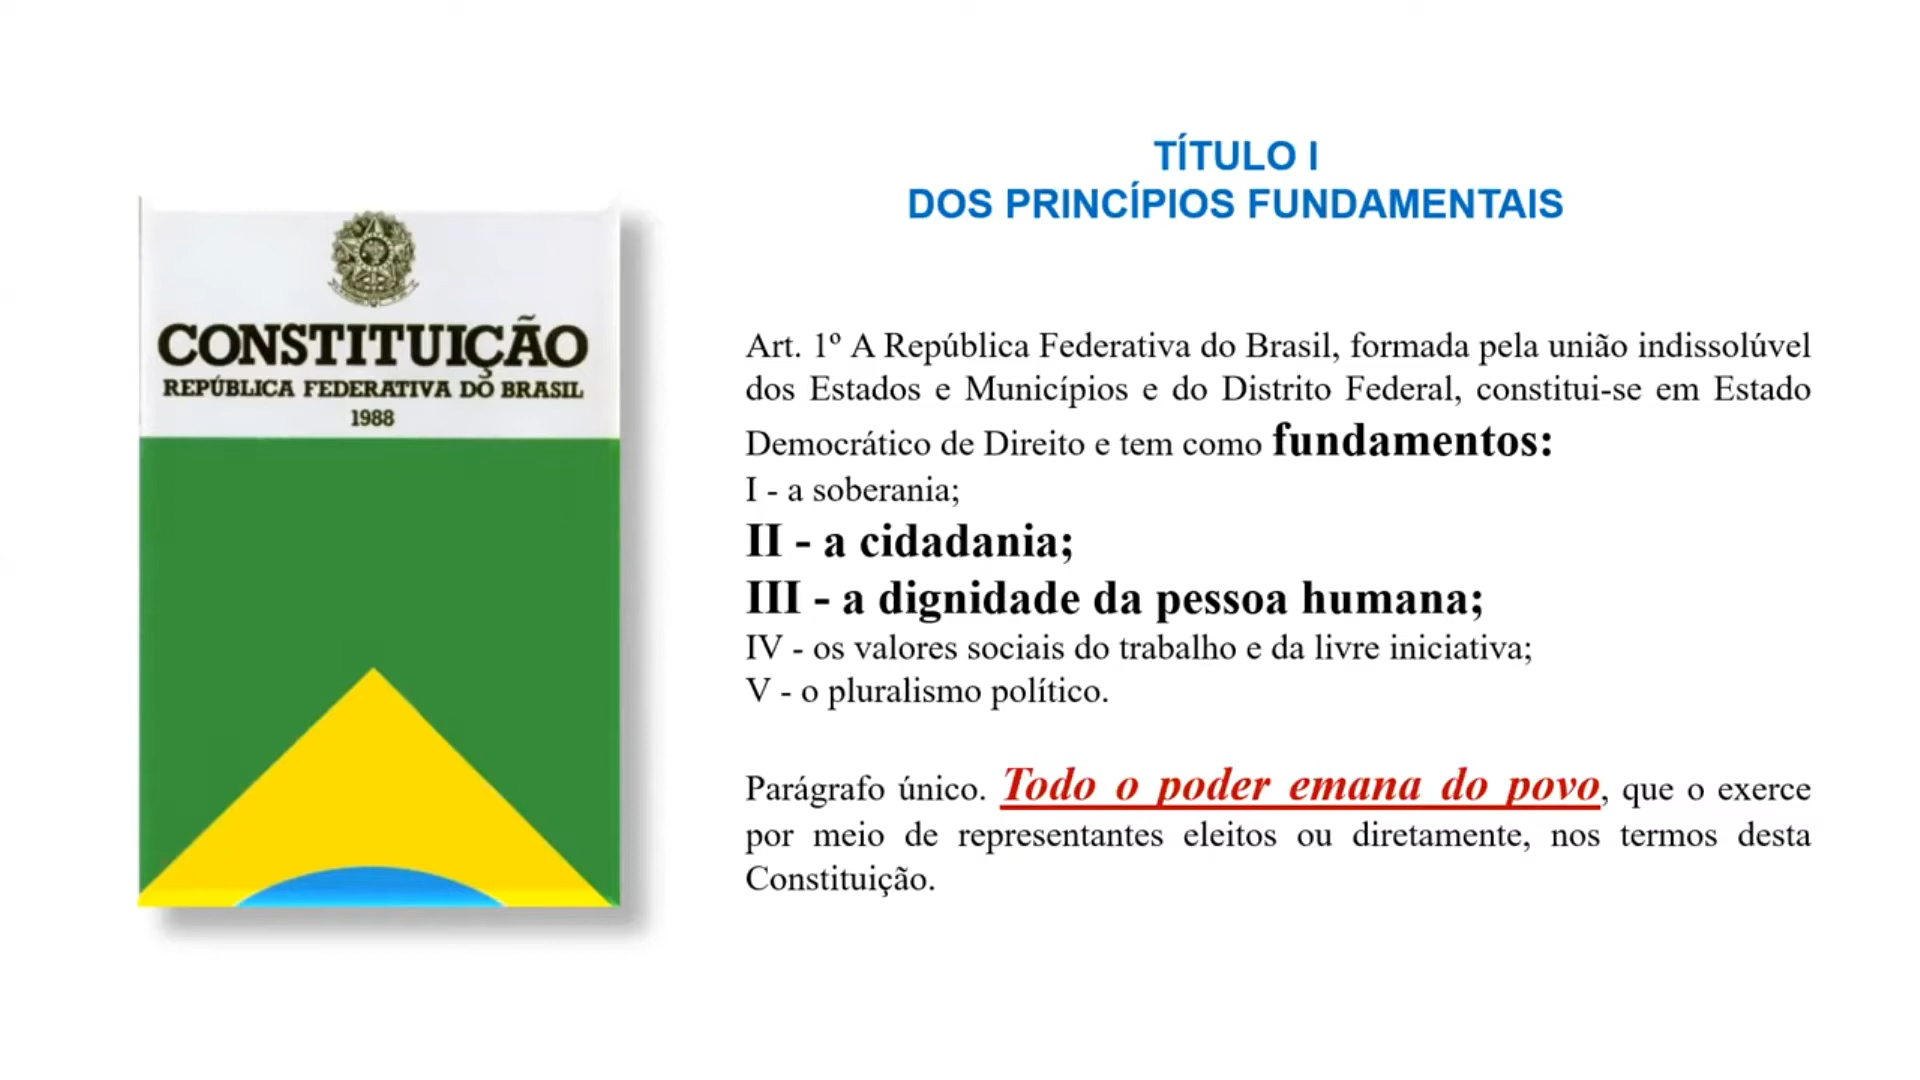 CONSTITUIÇÃO
REPÚBLICA FEDERATIVA DO BRASIL
1988
TÍTULO I
DOS PRINCÍPIOS FUNDAMENTAIS
Art. 1º A República Federativa do Brasil, formada pela união indissolúvel
dos Estados e Municípios e do Distrito Federal, constitui-se em Estado
Democrático de Direito e tem como fundamentos:
I - a soberania;
II - a cidadania;
III - a dignidade da pessoa humana;
IV - os valores sociais do trabalho e da livre iniciativa;
V - o pluralismo político.
Parágrafo único. Todo o poder emana do povo, que o exerce
por meio de representantes eleitos ou diretamente, nos termos desta
Constituição.